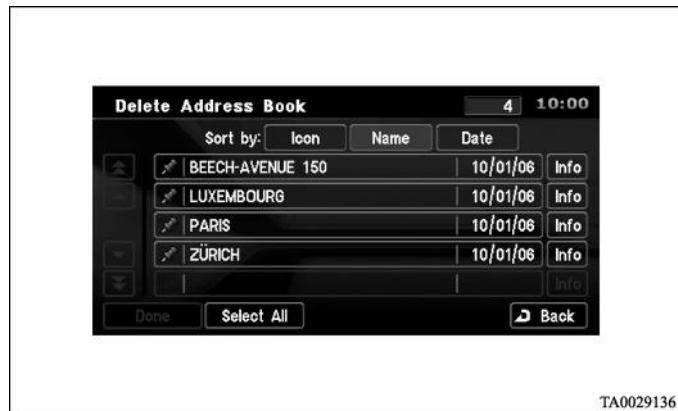 Delete Address Book 4 10:00
Sort by: Icon Name Date
BEECH-AVENUE 150 10/01/06 Info
LUXEMBOURG 10/01/06 Info
PARIS 10/01/06 Info
ZÜRICH 10/01/06 Info
Info
Done Select All Back
TA0029136